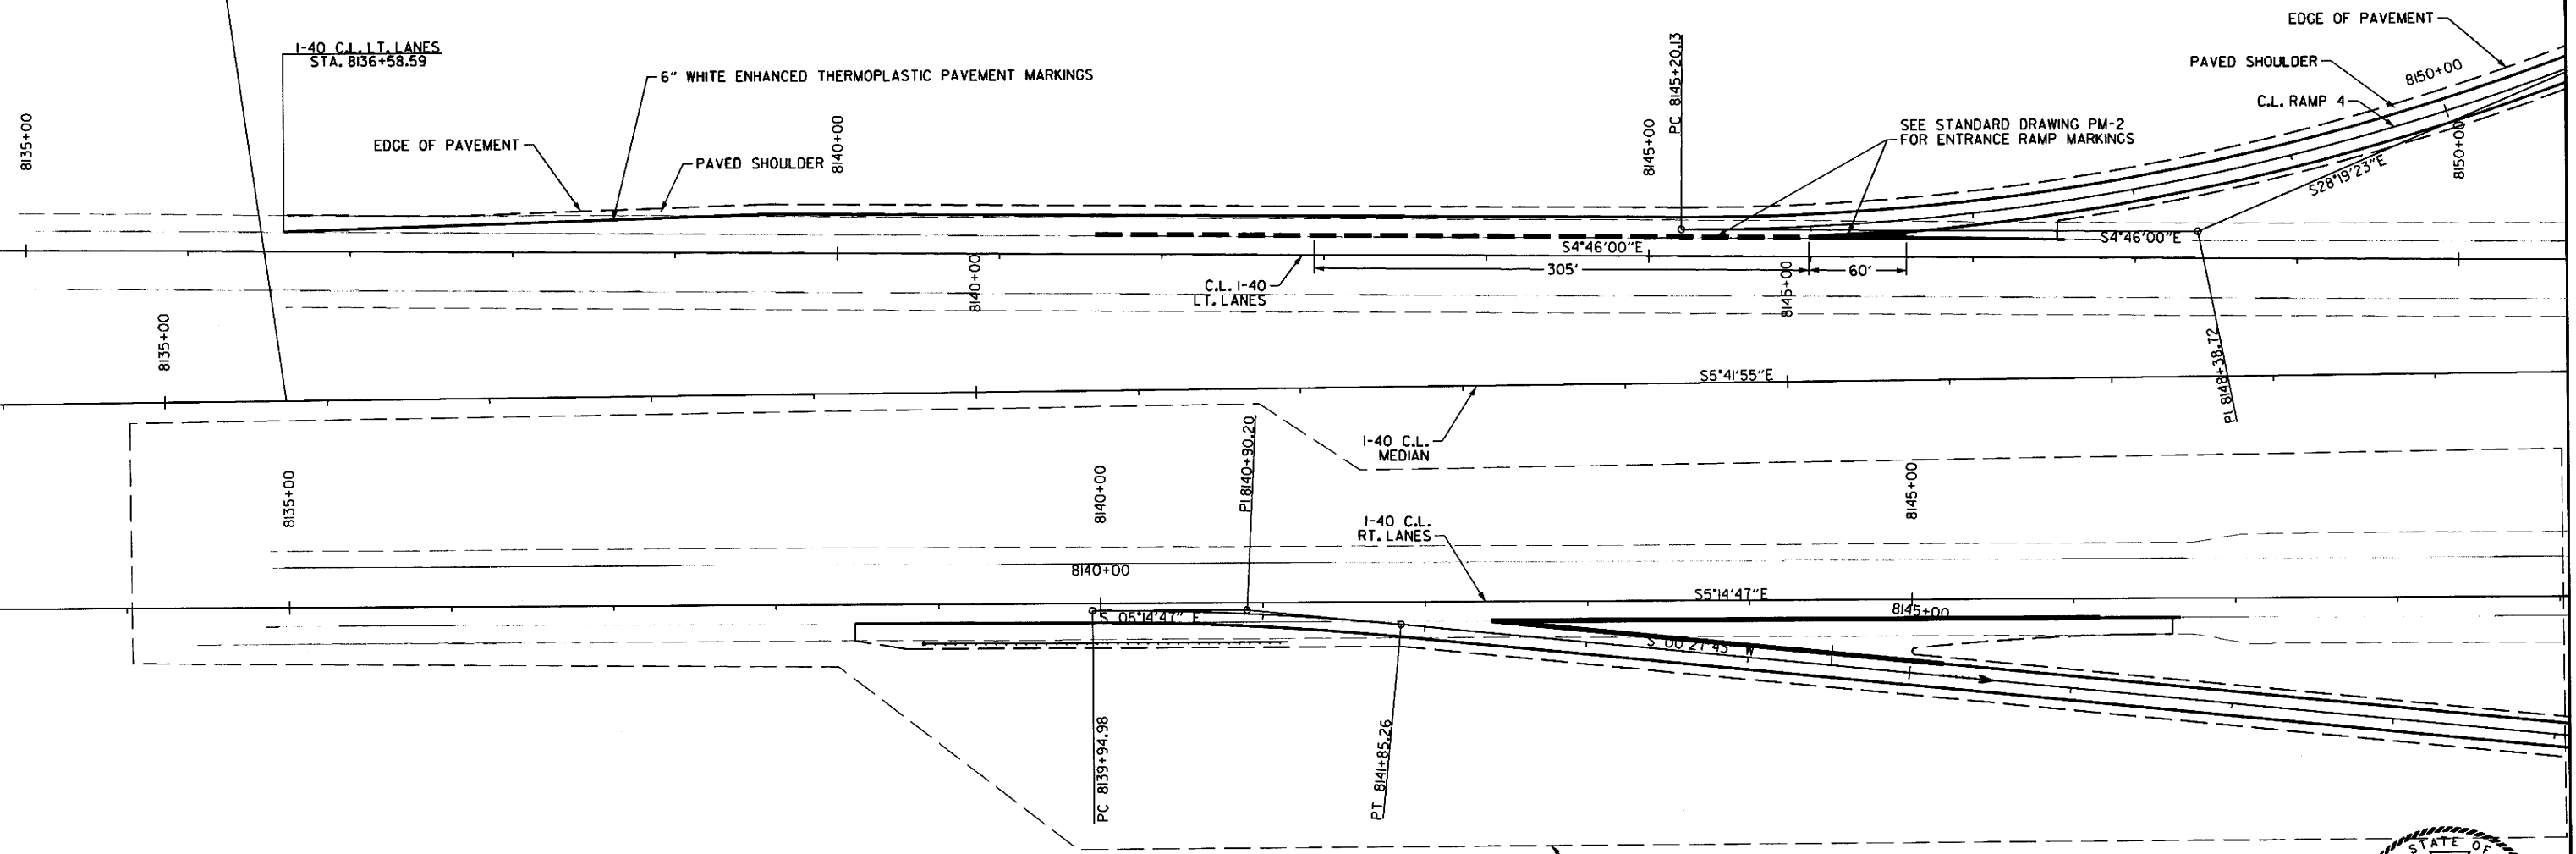 EDGE OF PAVEMENT
I-40 C.L. LT. LANES
STA. 8136+58.59
6" WHITE ENHANCED THERMOPLASTIC PAVEMENT MARKINGS
PC 8145+20.13
PAVED SHOULDER
8150+00
C.L. RAMP 4
8135+00
EDGE OF PAVEMENT
PAVED SHOULDER
8140+00
8145+00
SEE STANDARD DRAWING PM-2
FOR ENTRANCE RAMP MARKINGS
8150+00
S28°19'23"E
S4°46'00"E
S4°46'00"E
305'
60'
C.L. I-40
LT. LANES
8140+00
8145+00
8135+00
PI 8148+38.72
S5°41'55"E
I-40 C.L.
MEDIAN
PI 8140+90.20
8135+00
8140+00
8145+00
I-40 C.L.
RT. LANES
8140+00
S5°14'47"E
8145+00
S 05°14'47" E
S 00°21'43" W
PC 8139+94.98
PT 8141+85.26
STATE OF